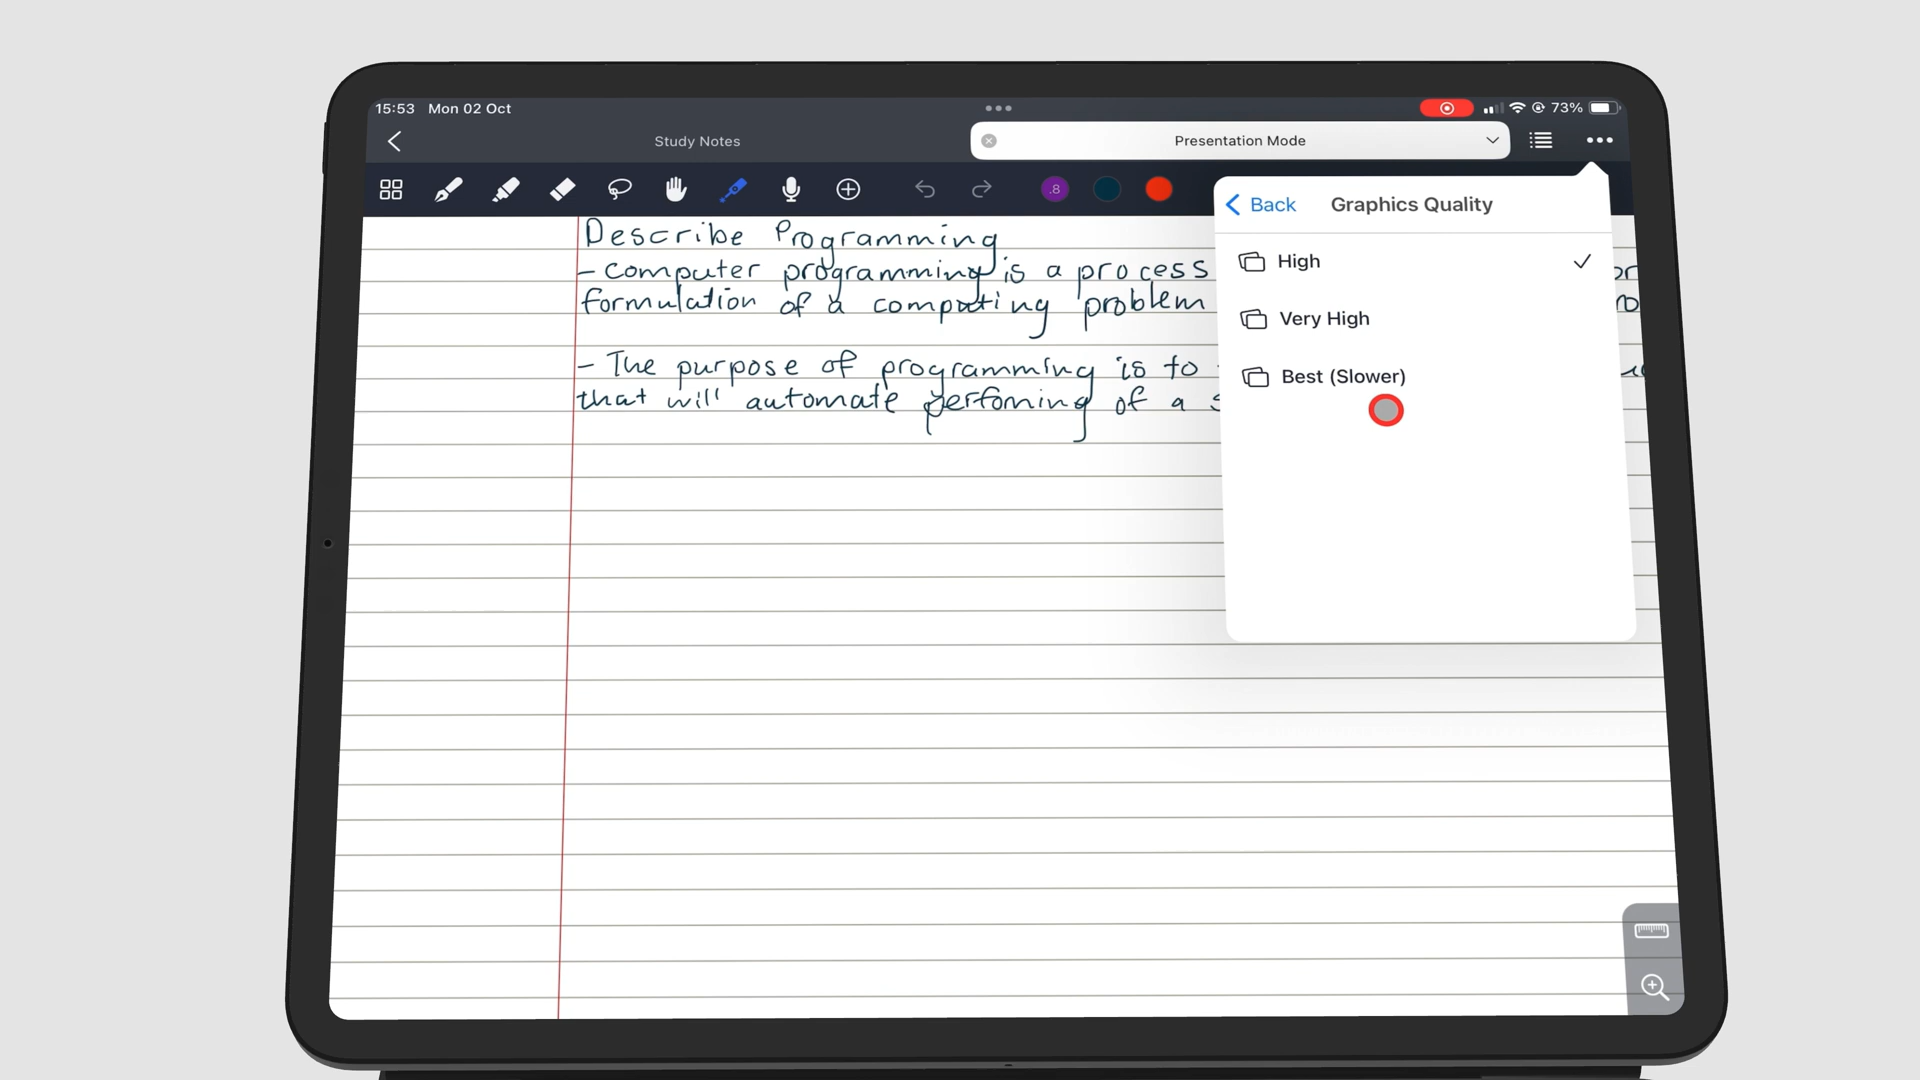 15:53 Mon 02 Oct 73%
Study Notes Presentation Mode
.8
Back Graphics Quality
High
Very High
Best (Slower)
Describe Programming
- Computer programming is a process
formulation of a computing problem
- The purpose of programming is to
that will automate perfoming of a s